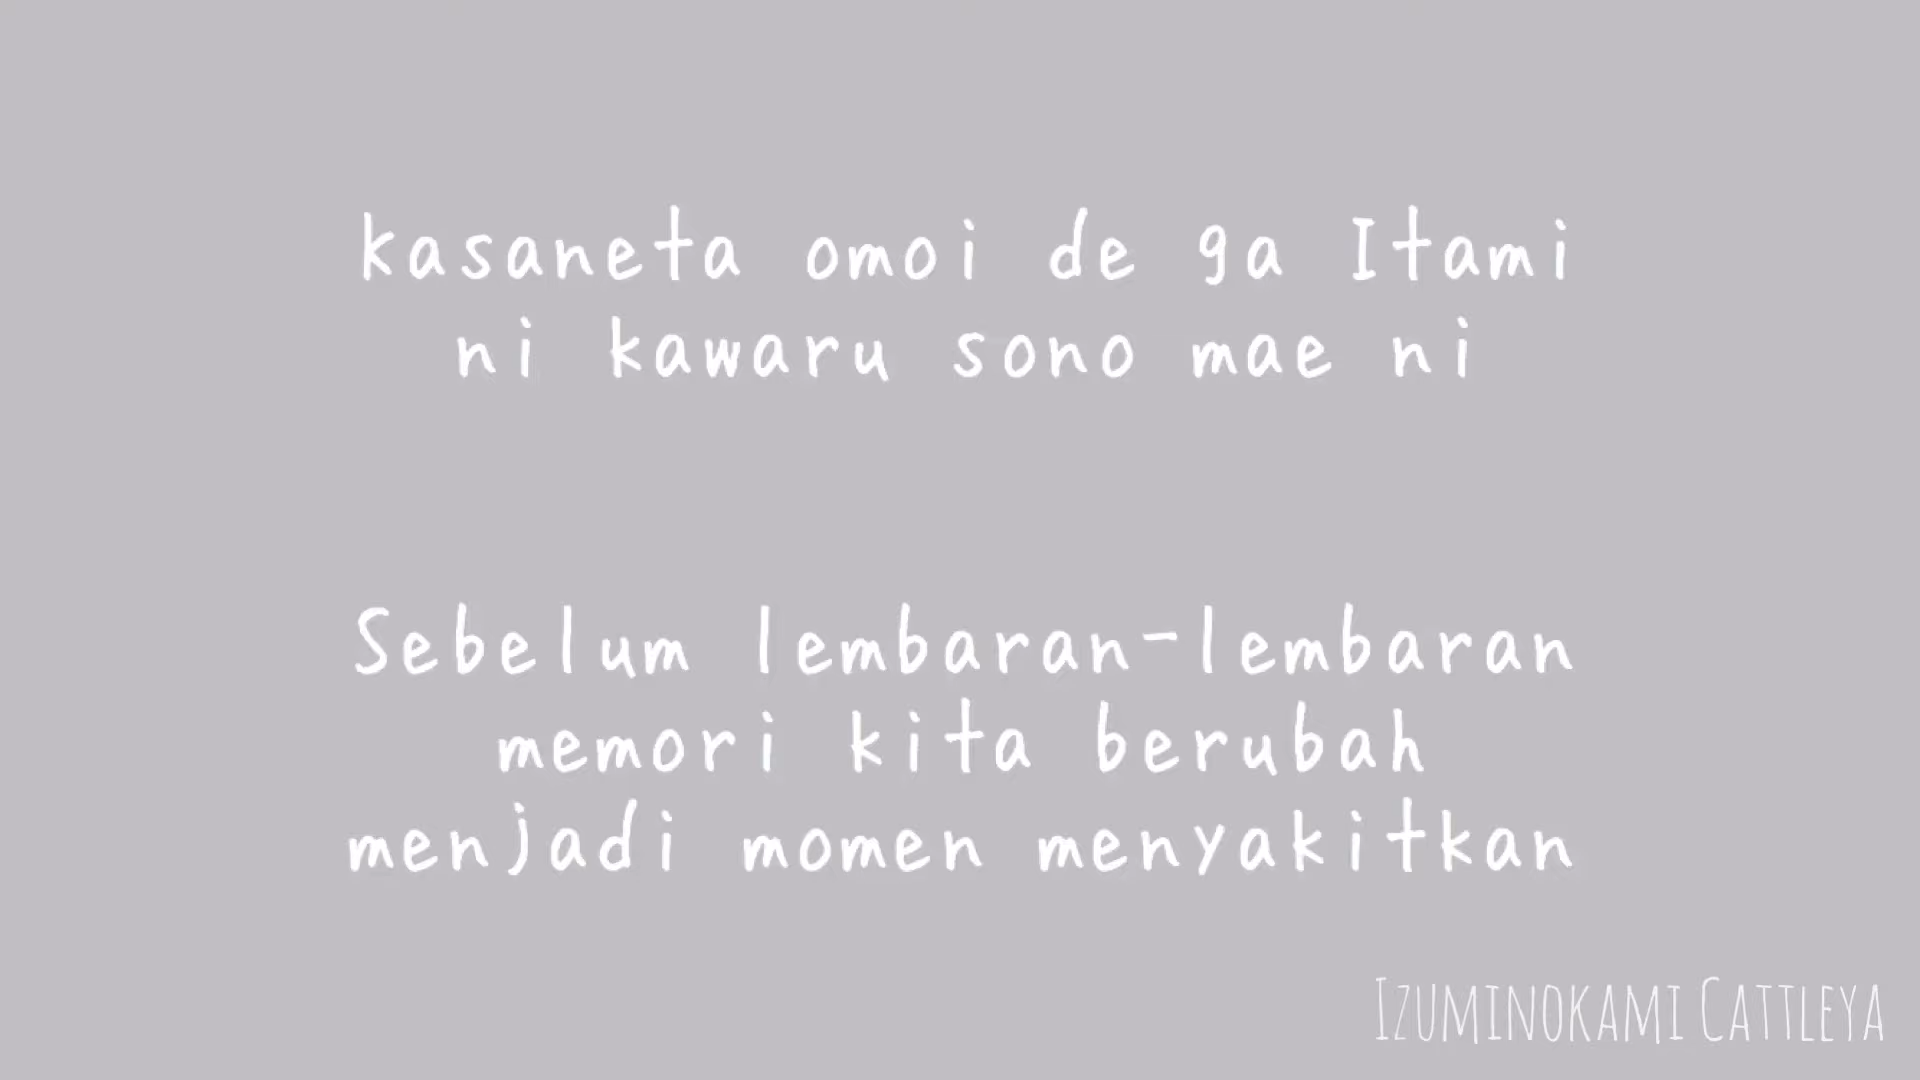 kasaneta omoi de ga Itami
ni kawaru sono mae ni
Sebelum lembaran-lembaran
memori kita berubah
menjadi momen menyakitkan
Izuminokami Cattleya